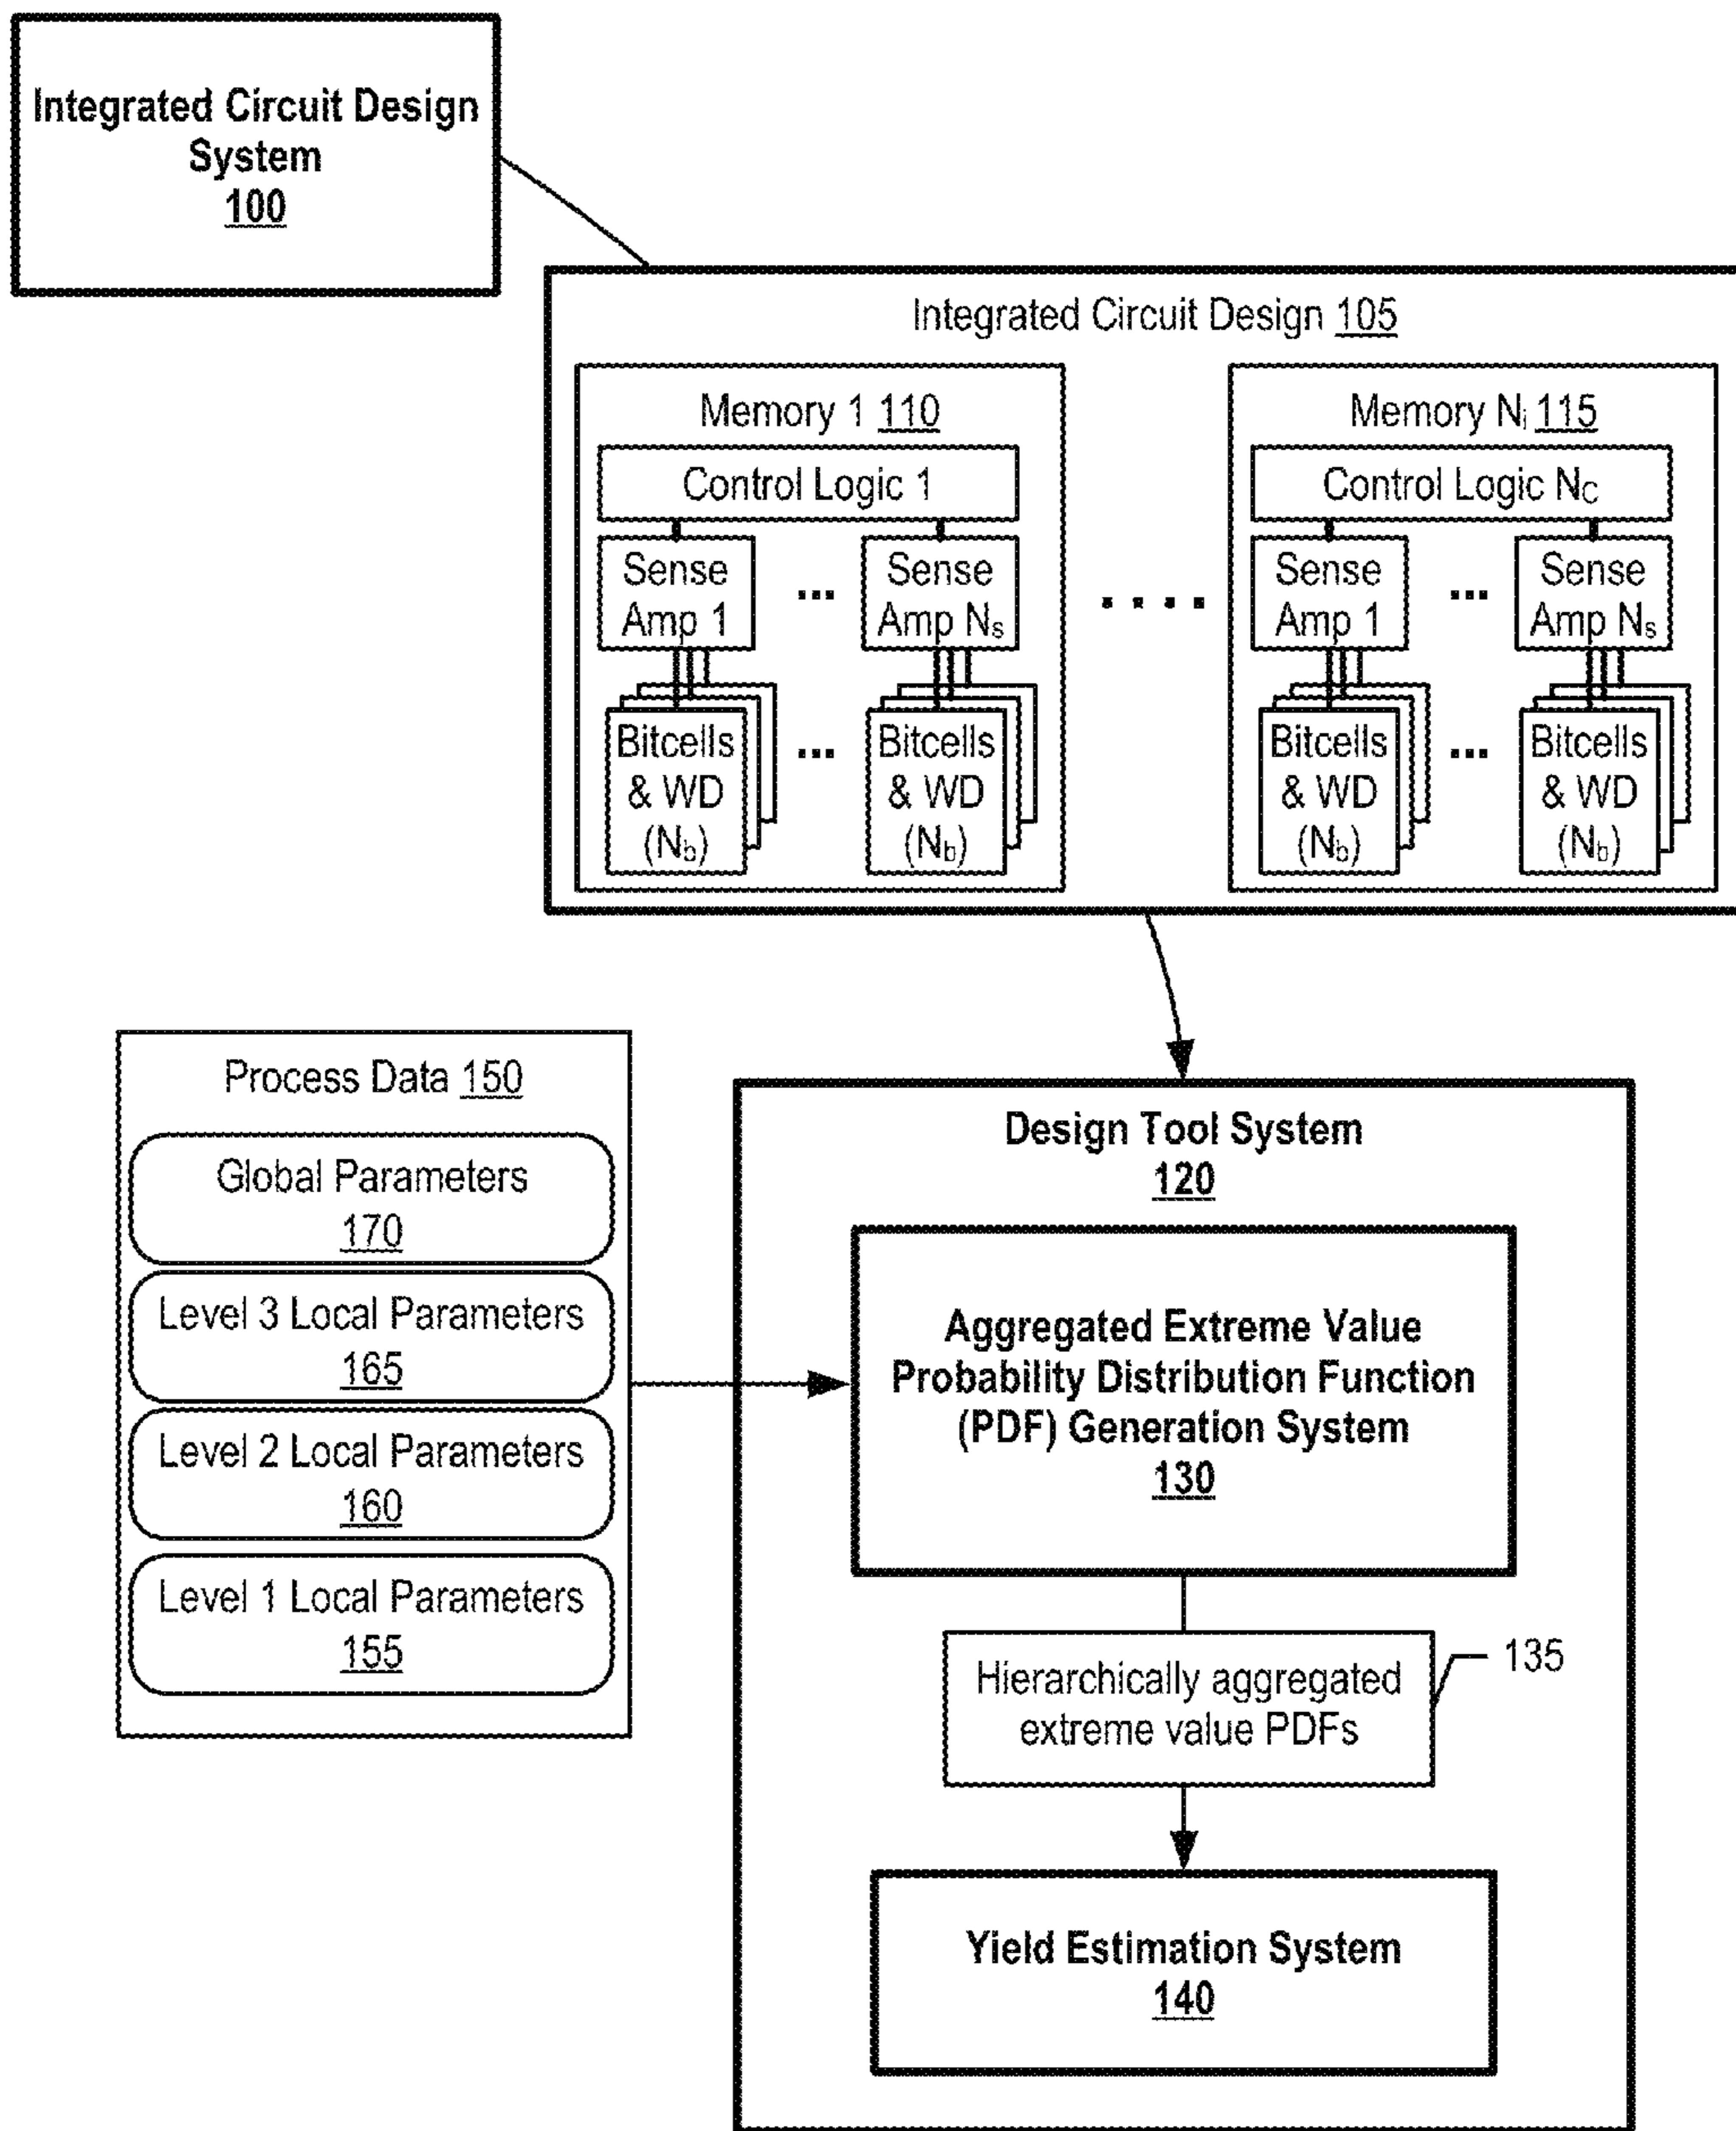 Integrated Circuit Design
System
100
Integrated Circuit Design 105
Memory 1 110
Control Logic 1
Sense
Amp 1
...
Sense
Amp Ns
Bitcells
& WD
(Nb)
...
Bitcells
& WD
(Nb)
....
Memory Ni 115
Control Logic NC
Sense
Amp 1
...
Sense
Amp Ns
Bitcells
& WD
(Nb)
...
Bitcells
& WD
(Nb)
Process Data 150
Global Parameters
170
Level 3 Local Parameters
165
Level 2 Local Parameters
160
Level 1 Local Parameters
155
Design Tool System
120
Aggregated Extreme Value
Probability Distribution Function
(PDF) Generation System
130
Hierarchically aggregated
extreme value PDFs
135
Yield Estimation System
140